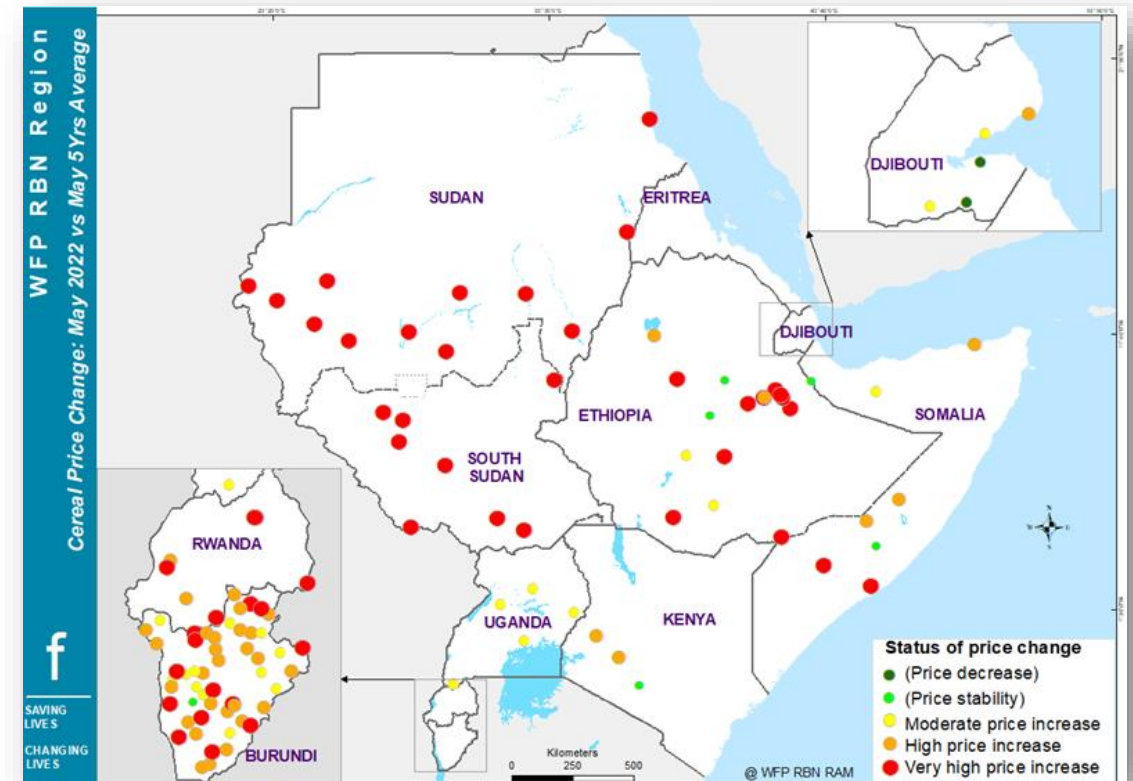 WFP RBN Region
Cereal Price Change: May 2022 vs May 5Yrs Average
f
SAVING
LIVES
CHANGING
LIVES
SUDAN
ERITREA
DJIBOUTI
DJIBOUTI
ETHIOPIA
SOMALIA
SOUTH
SUDAN
RWANDA
UGANDA
KENYA
BURUNDI
Status of price change
(Price decrease)
(Price stability)
Moderate price increase
High price increase
Very high price increase
Kilometers
0 250 500
@ WFP RBN RAM